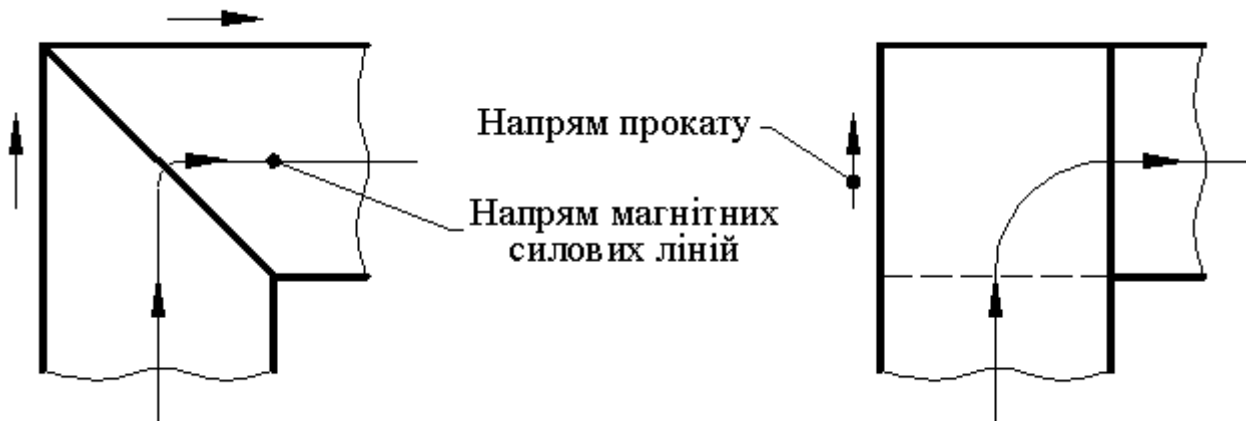 Напрям прокату
Напрям магнітних
силових ліній